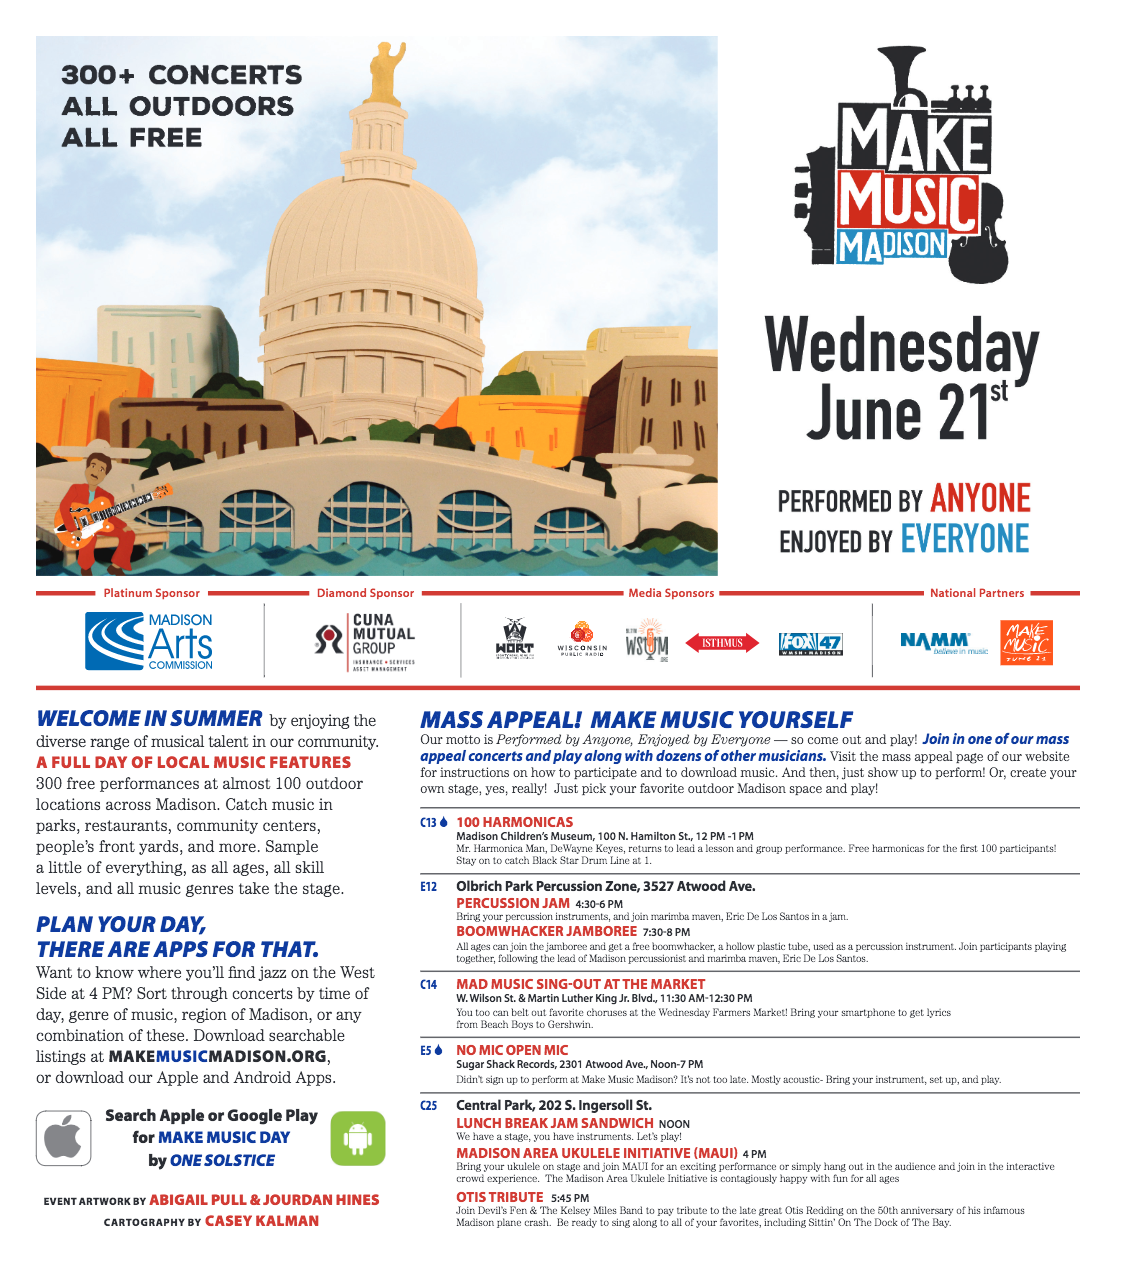 300+ CONCERTS
ALL OUTDOORS
ALL FREE
MAKE
MUSIC
MADISON
Wednesday
June 21st
PERFORMED BY ANYONE
ENJOYED BY EVERYONE
Platinum Sponsor
Diamond Sponsor
Media Sponsors
National Partners
MADISON
Arts
COMMISSION
CUNA
MUTUAL
GROUP
INSURANCE • SERVICES
ASSET MANAGEMENT
WORT
WISCONSIN
PUBLIC RADIO
WSUM
.ORG
ISTHMUS
FOX 47
WMSN • MADISON
NAMM
believe in music
MAKE
MUSIC
JUNE 21
WELCOME IN SUMMER by enjoying the
diverse range of musical talent in our community.
A FULL DAY OF LOCAL MUSIC FEATURES
300 free performances at almost 100 outdoor
locations across Madison. Catch music in
parks, restaurants, community centers,
people's front yards, and more. Sample
a little of everything, as all ages, all skill
levels, and all music genres take the stage.
PLAN YOUR DAY,
THERE ARE APPS FOR THAT.
Want to know where you'll find jazz on the West
Side at 4 PM? Sort through concerts by time of
day, genre of music, region of Madison, or any
combination of these. Download searchable
listings at MAKEMUSICMADISON.ORG,
or download our Apple and Android Apps.
Search Apple or Google Play
for MAKE MUSIC DAY
by ONE SOLSTICE
EVENT ARTWORK BY ABIGAIL PULL & JOURDAN HINES
CARTOGRAPHY BY CASEY KALMAN
MASS APPEAL! MAKE MUSIC YOURSELF
Our motto is Performed by Anyone, Enjoyed by Everyone — so come out and play! Join in one of our mass
appeal concerts and play along with dozens of other musicians. Visit the mass appeal page of our website
for instructions on how to participate and to download music. And then, just show up to perform! Or, create your
own stage, yes, really! Just pick your favorite outdoor Madison space and play!
C13 100 HARMONICAS
Madison Children's Museum, 100 N. Hamilton St., 12 PM -1 PM
Mr. Harmonica Man, DeWayne Keyes, returns to lead a lesson and group performance. Free harmonicas for the first 100 participants!
Stay on to catch Black Star Drum Line at 1.
E12 Olbrich Park Percussion Zone, 3527 Atwood Ave.
PERCUSSION JAM 4:30-6 PM
Bring your percussion instruments, and join marimba maven, Eric De Los Santos in a jam.
BOOMWHACKER JAMBOREE 7:30-8 PM
All ages can join the jamboree and get a free boomwhacker, a hollow plastic tube, used as a percussion instrument. Join participants playing
together, following the lead of Madison percussionist and marimba maven, Eric De Los Santos.
C14 MAD MUSIC SING-OUT AT THE MARKET
W. Wilson St. & Martin Luther King Jr. Blvd., 11:30 AM-12:30 PM
You too can belt out favorite choruses at the Wednesday Farmers Market! Bring your smartphone to get lyrics
from Beach Boys to Gershwin.
E5 NO MIC OPEN MIC
Sugar Shack Records, 2301 Atwood Ave., Noon-7 PM
Didn't sign up to perform at Make Music Madison? It's not too late. Mostly acoustic- Bring your instrument, set up, and play.
C25 Central Park, 202 S. Ingersoll St.
LUNCH BREAK JAM SANDWICH NOON
We have a stage, you have instruments. Let's play!
MADISON AREA UKULELE INITIATIVE (MAUI) 4 PM
Bring your ukulele on stage and join MAUI for an exciting performance or simply hang out in the audience and join in the interactive
crowd experience. The Madison Area Ukulele Initiative is contagiously happy with fun for all ages
OTIS TRIBUTE 5:45 PM
Join Devil's Fen & The Kelsey Miles Band to pay tribute to the late great Otis Redding on the 50th anniversary of his infamous
Madison plane crash. Be ready to sing along to all of your favorites, including Sittin' On The Dock of The Bay.